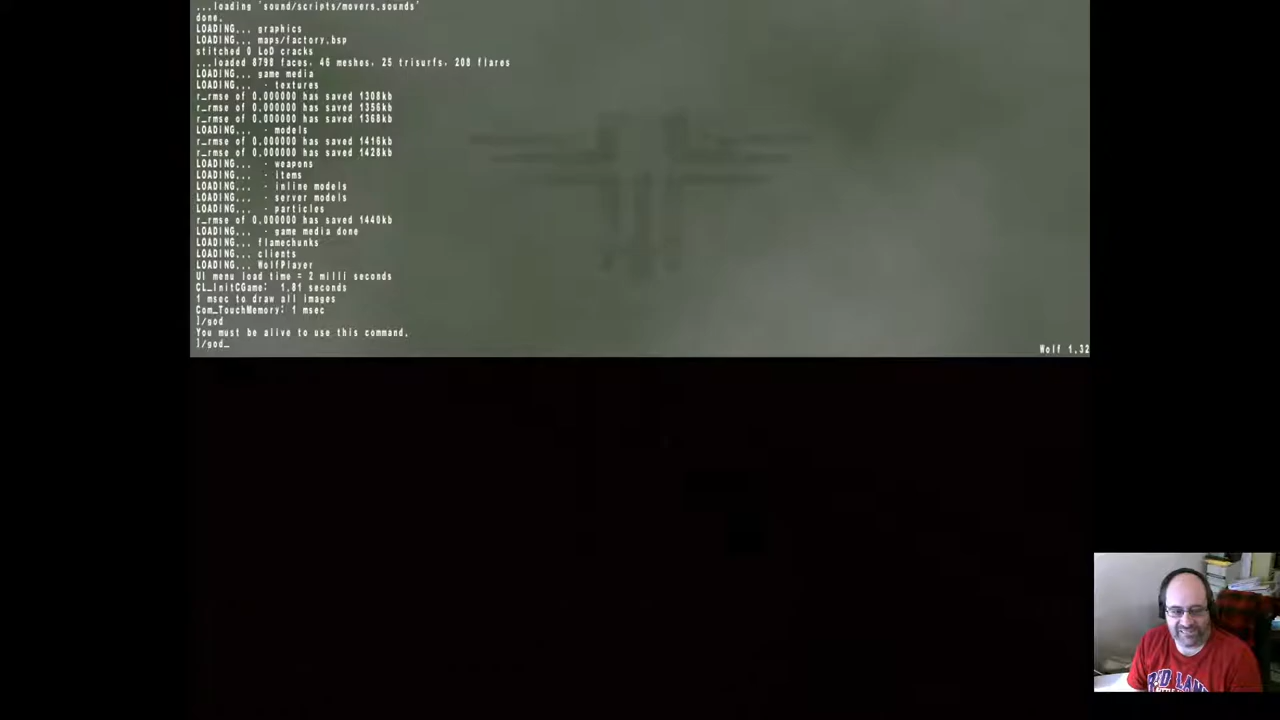 ...loading 'sound/scripts/movers.sounds'
done.
LOADING... graphics
LOADING... maps/factory.bsp
stitched 0 LoD cracks
...loaded 8798 faces, 46 meshes, 25 trisurfs, 208 flares
LOADING... game media
LOADING...  - textures
r_rmse of 0.000000 has saved 1308kb
r_rmse of 0.000000 has saved 1356kb
r_rmse of 0.000000 has saved 1368kb
LOADING...  - models
r_rmse of 0.000000 has saved 1416kb
r_rmse of 0.000000 has saved 1428kb
LOADING...  - weapons
LOADING...  - items
LOADING...  - inline models
LOADING...  - server models
LOADING...  - particles
r_rmse of 0.000000 has saved 1440kb
LOADING...  - game media done
LOADING... flamechunks
LOADING... clients
LOADING... WolfPlayer
UI menu load time = 2 milli seconds
CL_InitCGame:  1.81 seconds
1 msec to draw all images
Com_TouchMemory: 1 msec
]/god
You must be alive to use this command.
]/god_
Wolf 1.32
RED LAN